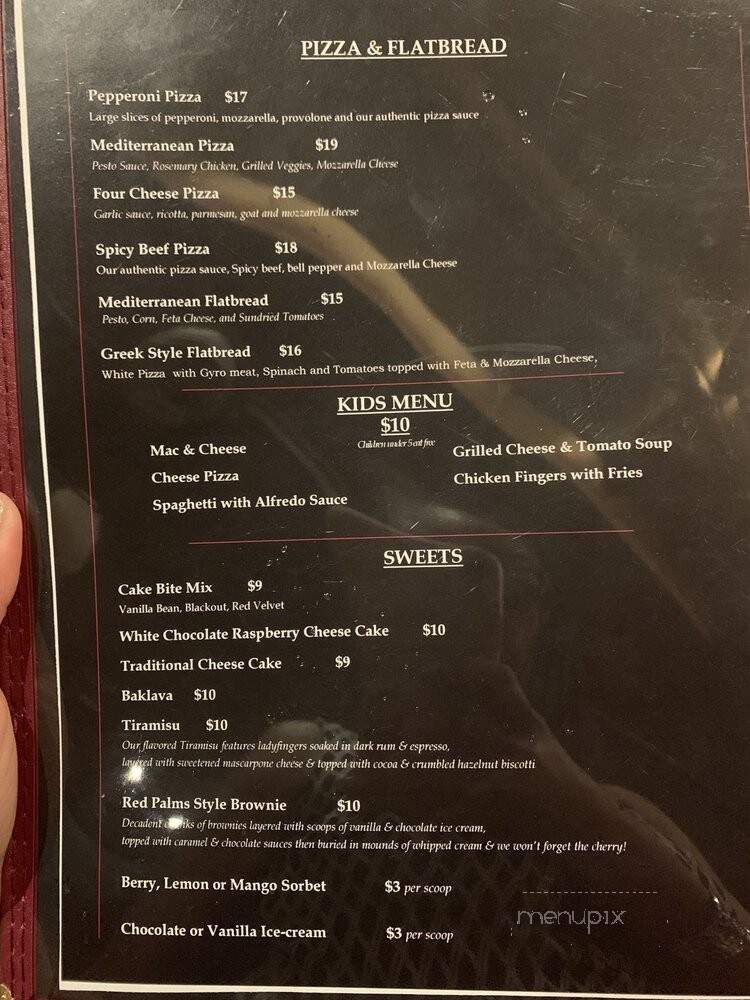 PIZZA & FLATBREAD
Pepperoni Pizza $17
Large slices of pepperoni, mozzarella, provolone and our authentic pizza sauce
Mediterranean Pizza $19
Pesto Sauce, Rosemary Chicken, Grilled Veggies, Mozzarella Cheese
Four Cheese Pizza $15
Garlic sauce, ricotta, parmesan, goat and mozzarella cheese
Spicy Beef Pizza $18
Our authentic pizza sauce, Spicy beef, bell pepper and Mozzarella Cheese
Mediterranean Flatbread $15
Pesto, Corn, Feta Cheese, and Sundried Tomatoes
Greek Style Flatbread $16
White Pizza with Gyro meat, Spinach and Tomatoes topped with Feta & Mozzarella Cheese,
KIDS MENU
$10
Children under 5 eat free
Mac & Cheese
Cheese Pizza
Spaghetti with Alfredo Sauce
Grilled Cheese & Tomato Soup
Chicken Fingers with Fries
SWEETS
Cake Bite Mix $9
Vanilla Bean, Blackout, Red Velvet
White Chocolate Raspberry Cheese Cake $10
Traditional Cheese Cake $9
Baklava $10
Tiramisu $10
Our flavored Tiramisu features ladyfingers soaked in dark rum & espresso,
layered with sweetened mascarpone cheese & topped with cocoa & crumbled hazelnut biscotti
Red Palms Style Brownie $10
Decadent chunks of brownies layered with scoops of vanilla & chocolate ice cream,
topped with caramel & chocolate sauces then buried in mounds of whipped cream & we won't forget the cherry!
Berry, Lemon or Mango Sorbet $3 per scoop
Chocolate or Vanilla Ice-cream $3 per scoop
menupix